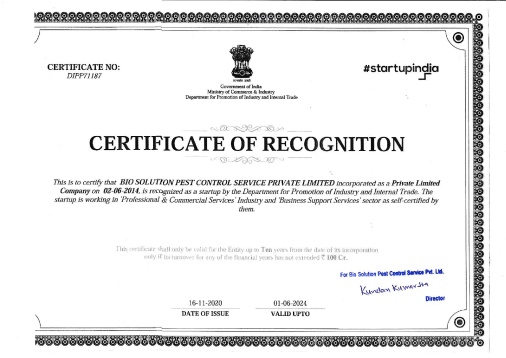 CERTIFICATE NO:
DIPP71187
सत्यमेव जयते
Government of India
Ministry of Commerce & Industry
Department for Promotion of Industry and Internal Trade
#startupindia
CERTIFICATE OF RECOGNITION
This is to certify that BIO SOLUTION PEST CONTROL SERVICE PRIVATE LIMITED incorporated as a Private Limited
Company on 02-06-2014, is recognized as a startup by the Department for Promotion of Industry and Internal Trade. The
startup is working in 'Professional & Commercial Services' Industry and 'Business Support Services' sector as self-certified by
them.
This certificate shall only be valid for the Entity up to Ten years from the date of its incorporation
only if its turnover for any of the financial years has not exceeded ₹ 100 Cr.
For Bio Solution Pest Control Service Pvt. Ltd.
Kundan Kumar Jha
Director
16-11-2020
01-06-2024
DATE OF ISSUE
VALID UPTO